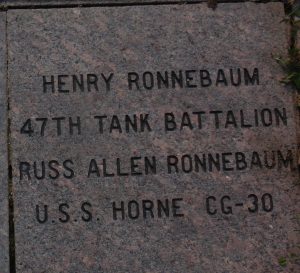 HENRY RONNEBAUM
47TH TANK BATTALION
RUSS ALLEN RONNEBAUM
U.S.S. HORNE CG-30